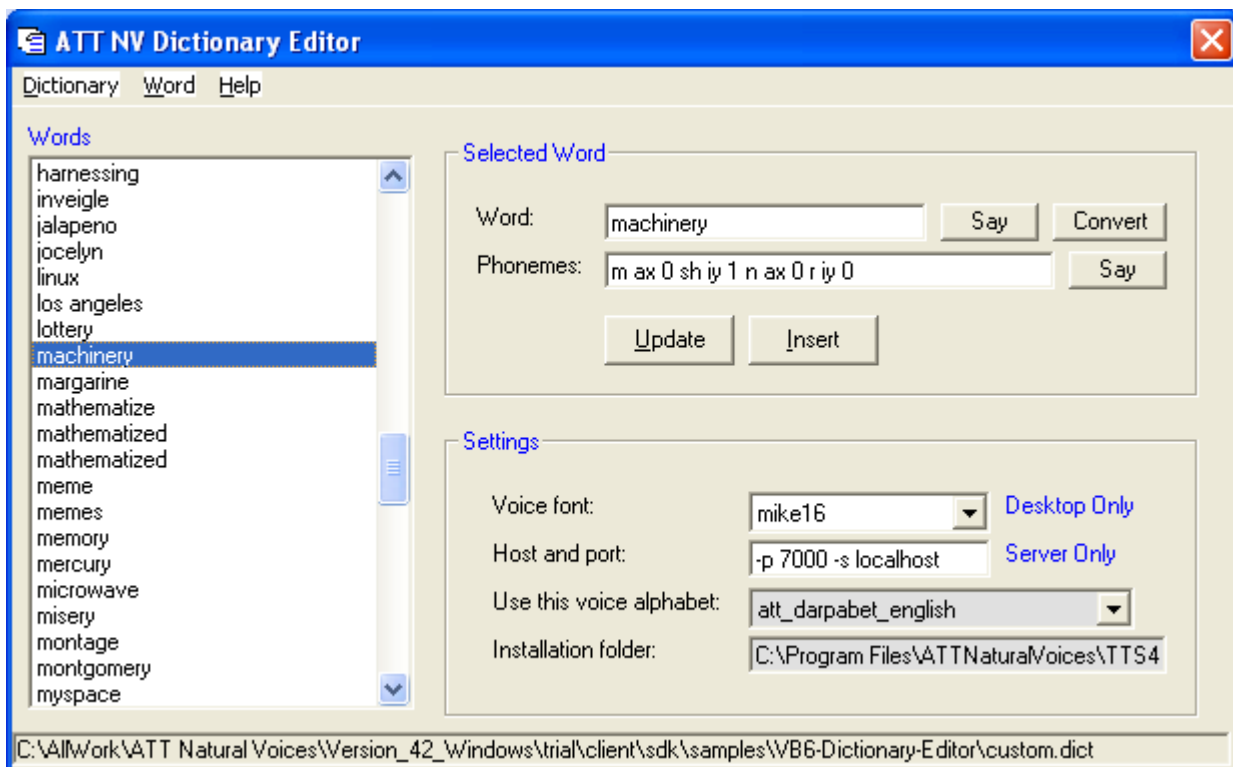 ATT NV Dictionary Editor
Dictionary Word Help
Words
harnessing
inveigle
jalapeno
jocelyn
linux
los angeles
lottery
machinery
margarine
mathematize
mathematized
mathematized
meme
memes
memory
mercury
microwave
misery
montage
montgomery
myspace
Selected Word
Word: machinery Say Convert
Phonemes: m ax 0 sh iy 1 n ax 0 r iy 0 Say
Update Insert
Settings
Voice font: mike16 Desktop Only
Host and port: -p 7000 -s localhost Server Only
Use this voice alphabet: att_darpabet_english
Installation folder: C:\Program Files\ATTNaturalVoices\TTS4
C:\AllWork\ATT Natural Voices\Version_42_Windows\trial\client\sdk\samples\VB6-Dictionary-Editor\custom.dict